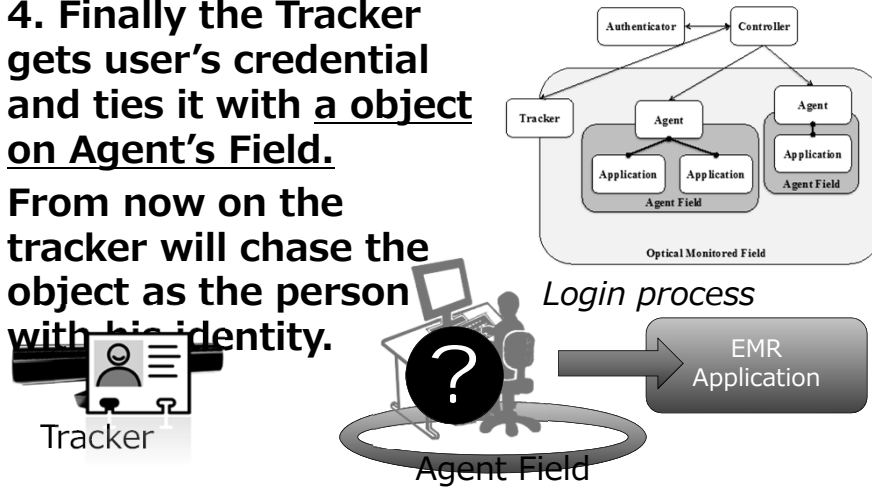 4. Finally the Tracker
gets user's credential
and ties it with a object
on Agent's Field.
From now on the
tracker will chase the
object as the person
with his identity.
Authenticator
Controller
Tracker
Agent
Agent
Application
Application
Application
Agent Field
Agent Field
Optical Monitored Field
Login process
EMR
Application
?
Tracker
Agent Field